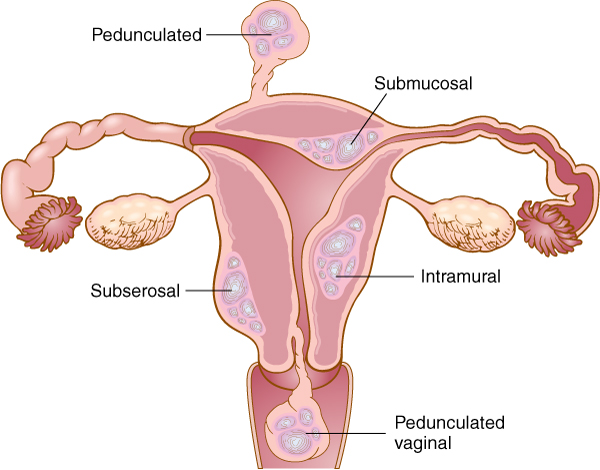 Pedunculated
Submucosal
Subserosal
Intramural
Pedunculated
vaginal